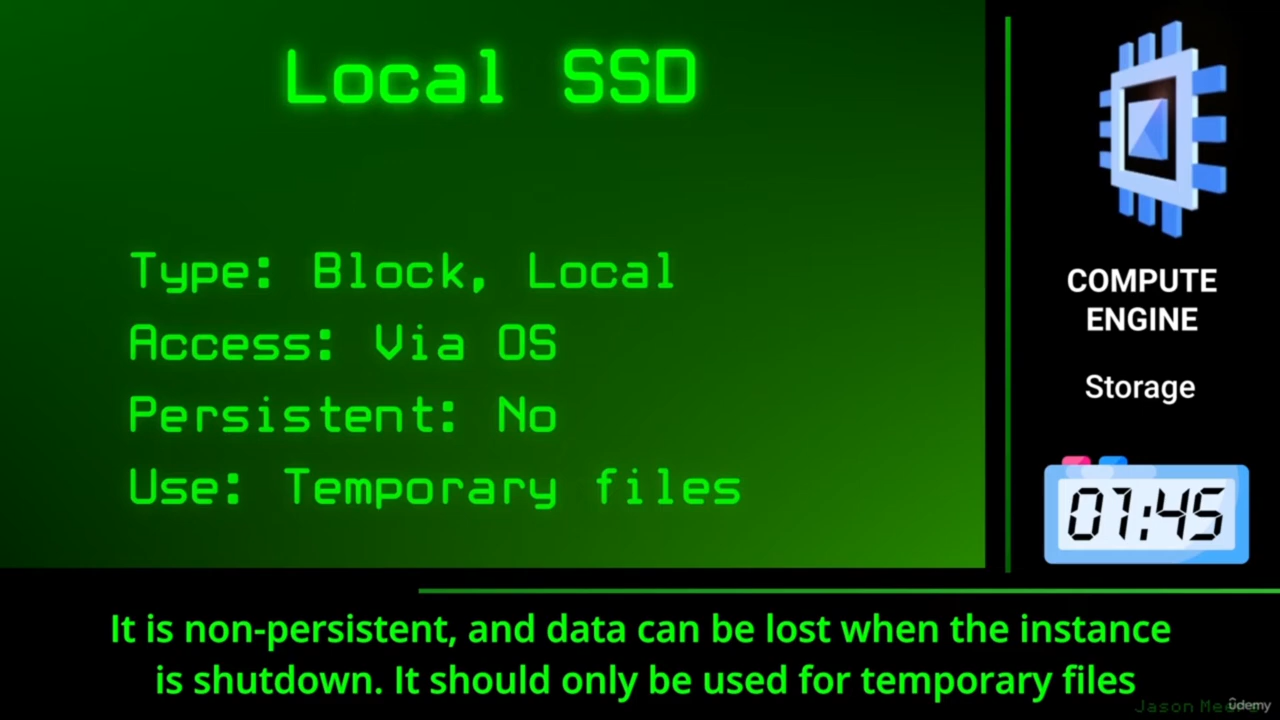 Local SSD
Type: Block, Local
Access: Via OS
Persistent: No
Use: Temporary files
COMPUTE
ENGINE
Storage
07:45
It is non-persistent, and data can be lost when the instance
is shutdown. It should only be used for temporary files
Jason
ûdemy